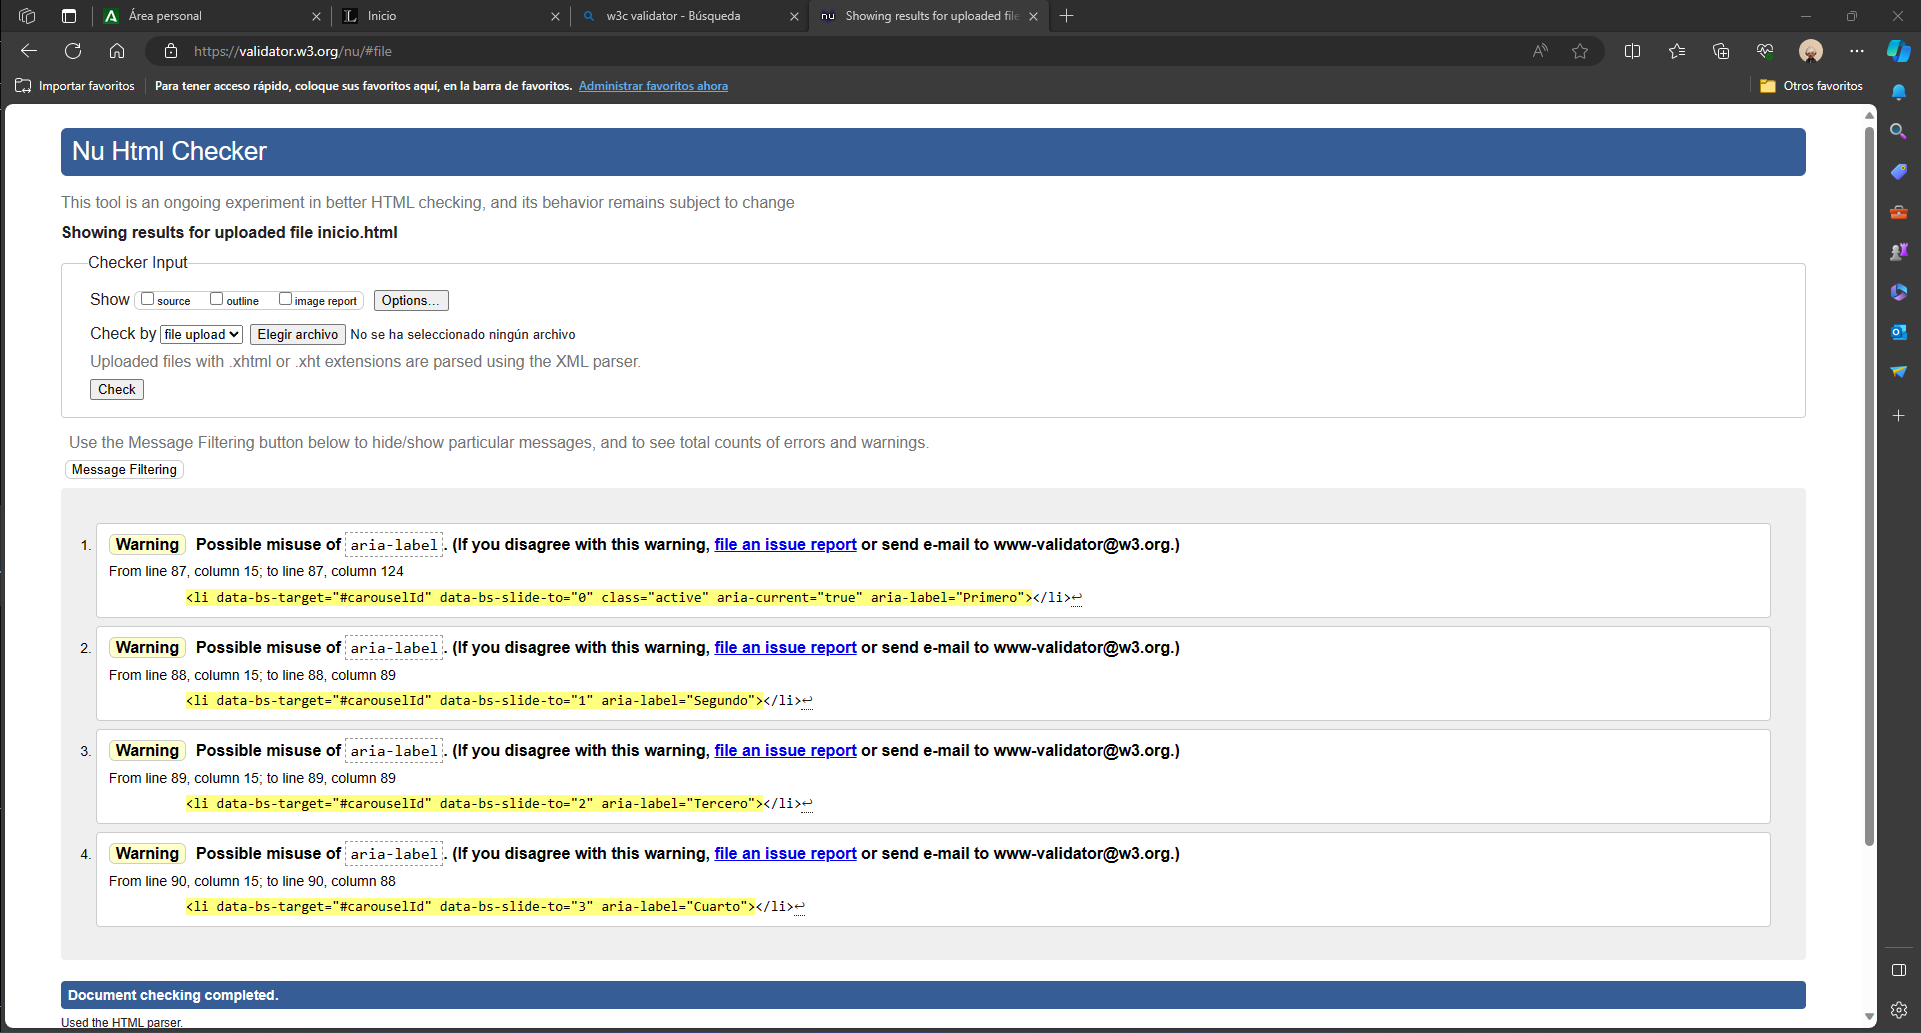 Área personal
Inicio
w3c validator - Búsqueda
nu Showing results for uploaded file
https://validator.w3.org/nu/#file
Importar favoritos
Para tener acceso rápido, coloque sus favoritos aquí, en la barra de favoritos. Administrar favoritos ahora
Otros favoritos
Nu Html Checker
This tool is an ongoing experiment in better HTML checking, and its behavior remains subject to change
Showing results for uploaded file inicio.html
Checker Input
Show source outline image report Options...
Check by file upload Elegir archivo No se ha seleccionado ningún archivo
Uploaded files with .xhtml or .xht extensions are parsed using the XML parser.
Check
Use the Message Filtering button below to hide/show particular messages, and to see total counts of errors and warnings.
Message Filtering
1. Warning Possible misuse of aria-label. (If you disagree with this warning, file an issue report or send e-mail to www-validator@w3.org.)
From line 87, column 15; to line 87, column 124
<li data-bs-target="#carouselId" data-bs-slide-to="0" class="active" aria-current="true" aria-label="Primero"></li>↩
2. Warning Possible misuse of aria-label. (If you disagree with this warning, file an issue report or send e-mail to www-validator@w3.org.)
From line 88, column 15; to line 88, column 89
<li data-bs-target="#carouselId" data-bs-slide-to="1" aria-label="Segundo"></li>↩
3. Warning Possible misuse of aria-label. (If you disagree with this warning, file an issue report or send e-mail to www-validator@w3.org.)
From line 89, column 15; to line 89, column 89
<li data-bs-target="#carouselId" data-bs-slide-to="2" aria-label="Tercero"></li>↩
4. Warning Possible misuse of aria-label. (If you disagree with this warning, file an issue report or send e-mail to www-validator@w3.org.)
From line 90, column 15; to line 90, column 88
<li data-bs-target="#carouselId" data-bs-slide-to="3" aria-label="Cuarto"></li>↩
Document checking completed.
Used the HTML parser.